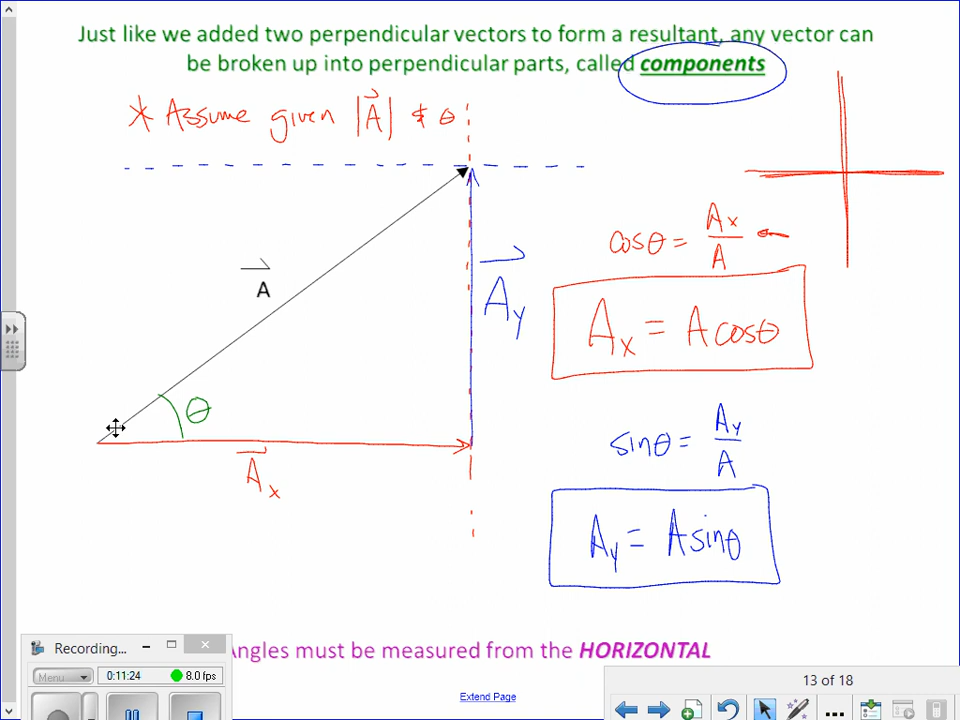 Just like we added two perpendicular vectors to form a resultant, any vector can
be broken up into perpendicular parts, called components
* Assume given |A⃗| & θ
cosθ = Ax/A
A⃗
A⃗y
Ax = A cosθ
θ
sinθ = Ay/A
A⃗x
Ay = A sinθ
Angles must be measured from the HORIZONTAL
Recording...
Menu
0:11:24
8.0 fps
13 of 18
Extend Page